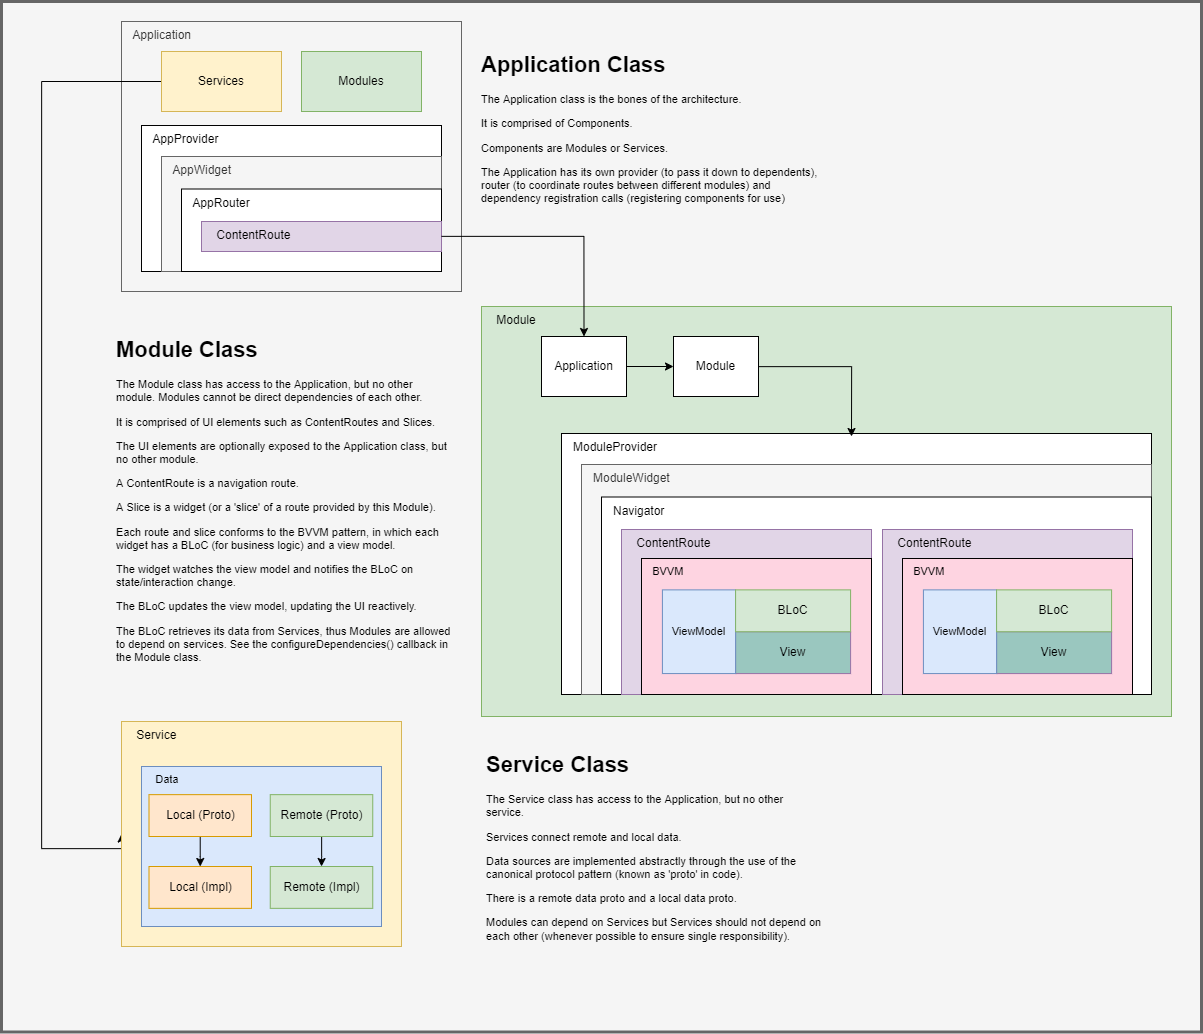 Application
Services
Modules
AppProvider
AppWidget
AppRouter
ContentRoute
Application Class
The Application class is the bones of the architecture.
It is comprised of Components.
Components are Modules or Services.
The Application has its own provider (to pass it down to dependents),
router (to coordinate routes between different modules) and
dependency registration calls (registering components for use)
Module Class
The Module class has access to the Application, but no other
module. Modules cannot be direct dependencies of each other.
It is comprised of UI elements such as ContentRoutes and Slices.
The UI elements are optionally exposed to the Application class, but
no other module.
A ContentRoute is a navigation route.
A Slice is a widget (or a 'slice' of a route provided by this Module).
Each route and slice conforms to the BVVM pattern, in which each
widget has a BLoC (for business logic) and a view model.
The widget watches the view model and notifies the BLoC on
state/interaction change.
The BLoC updates the view model, updating the UI reactively.
The BLoC retrieves its data from Services, thus Modules are allowed
to depend on services. See the configureDependencies() callback in
the Module class.
Module
Application
Module
ModuleProvider
ModuleWidget
Navigator
ContentRoute
BVVM
ViewModel
BLoC
View
ContentRoute
BVVM
ViewModel
BLoC
View
Service
Data
Local (Proto)
Remote (Proto)
Local (Impl)
Remote (Impl)
Service Class
The Service class has access to the Application, but no other
service.
Services connect remote and local data.
Data sources are implemented abstractly through the use of the
canonical protocol pattern (known as 'proto' in code).
There is a remote data proto and a local data proto.
Modules can depend on Services but Services should not depend on
each other (whenever possible to ensure single responsibility).